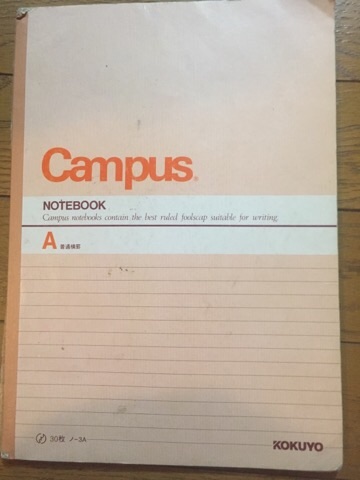 Campus®
NOTEBOOK
Campus notebooks contain the best ruled foolscap suitable for writing.
A 普通横罫
30枚 ノ-3A
KOKUYO